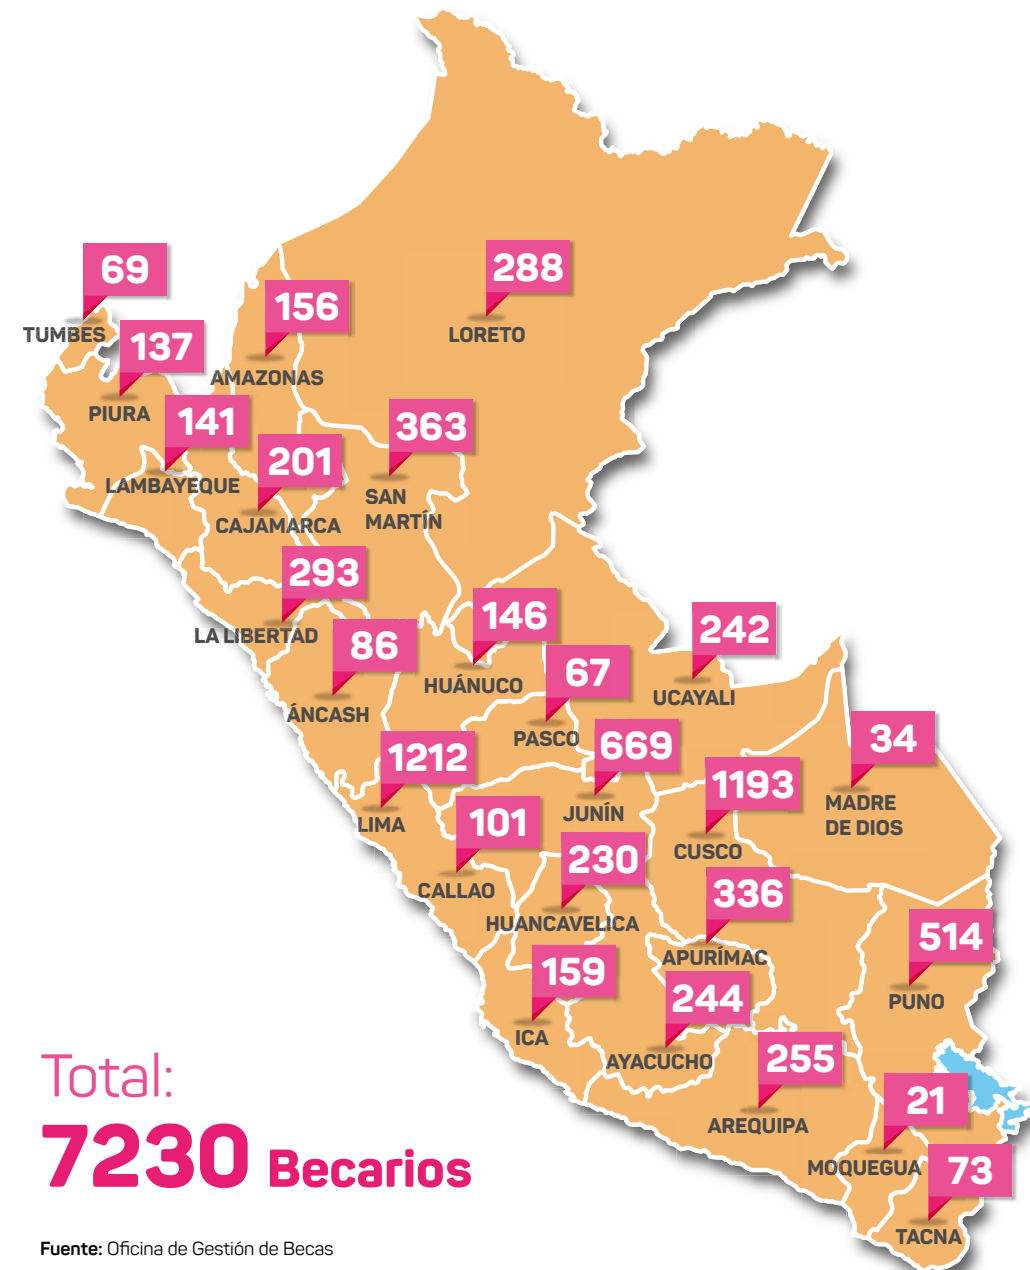 69
TUMBES
288
LORETO
156
AMAZONAS
137
PIURA
141
LAMBAYEQUE
363
SAN
MARTÍN
201
CAJAMARCA
293
LA LIBERTAD
146
HUÁNUCO
242
UCAYALI
86
ÁNCASH
67
PASCO
34
MADRE
DE DIOS
669
JUNÍN
1212
LIMA
1193
CUSCO
101
CALLAO
230
HUANCAVELICA
336
APURÍMAC
514
PUNO
159
ICA
244
AYACUCHO
255
AREQUIPA
21
MOQUEGUA
73
TACNA
Total:
7230 Becarios
Fuente: Oficina de Gestión de Becas